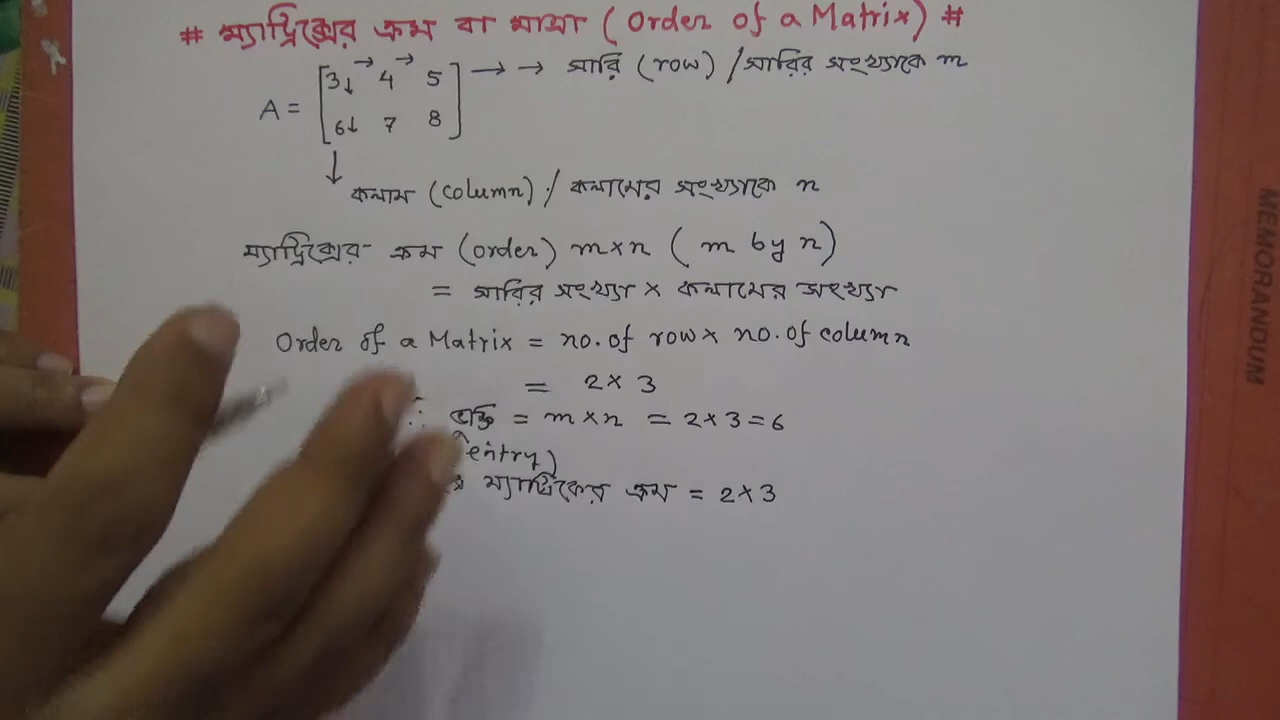 # ম্যাট্রিক্সের ক্রম বা মাত্রা (Order of a Matrix) #
A = [3↓ → 4 → 5] → → সারি (row) / সারির সংখ্যাকে m
[6↓ 7 8]
↓ কলাম (column) / কলামের সংখ্যাকে n
ম্যাট্রিক্সের ক্রম (order) m×n ( m by n)
= সারির সংখ্যা × কলামের সংখ্যা
Order of a Matrix = no. of row × no. of column
= 2×3
∴ ভুক্তি = m×n = 2×3=6
entry)
ম্যাট্রিকের ক্রম = 2×3
MEMORANDUM